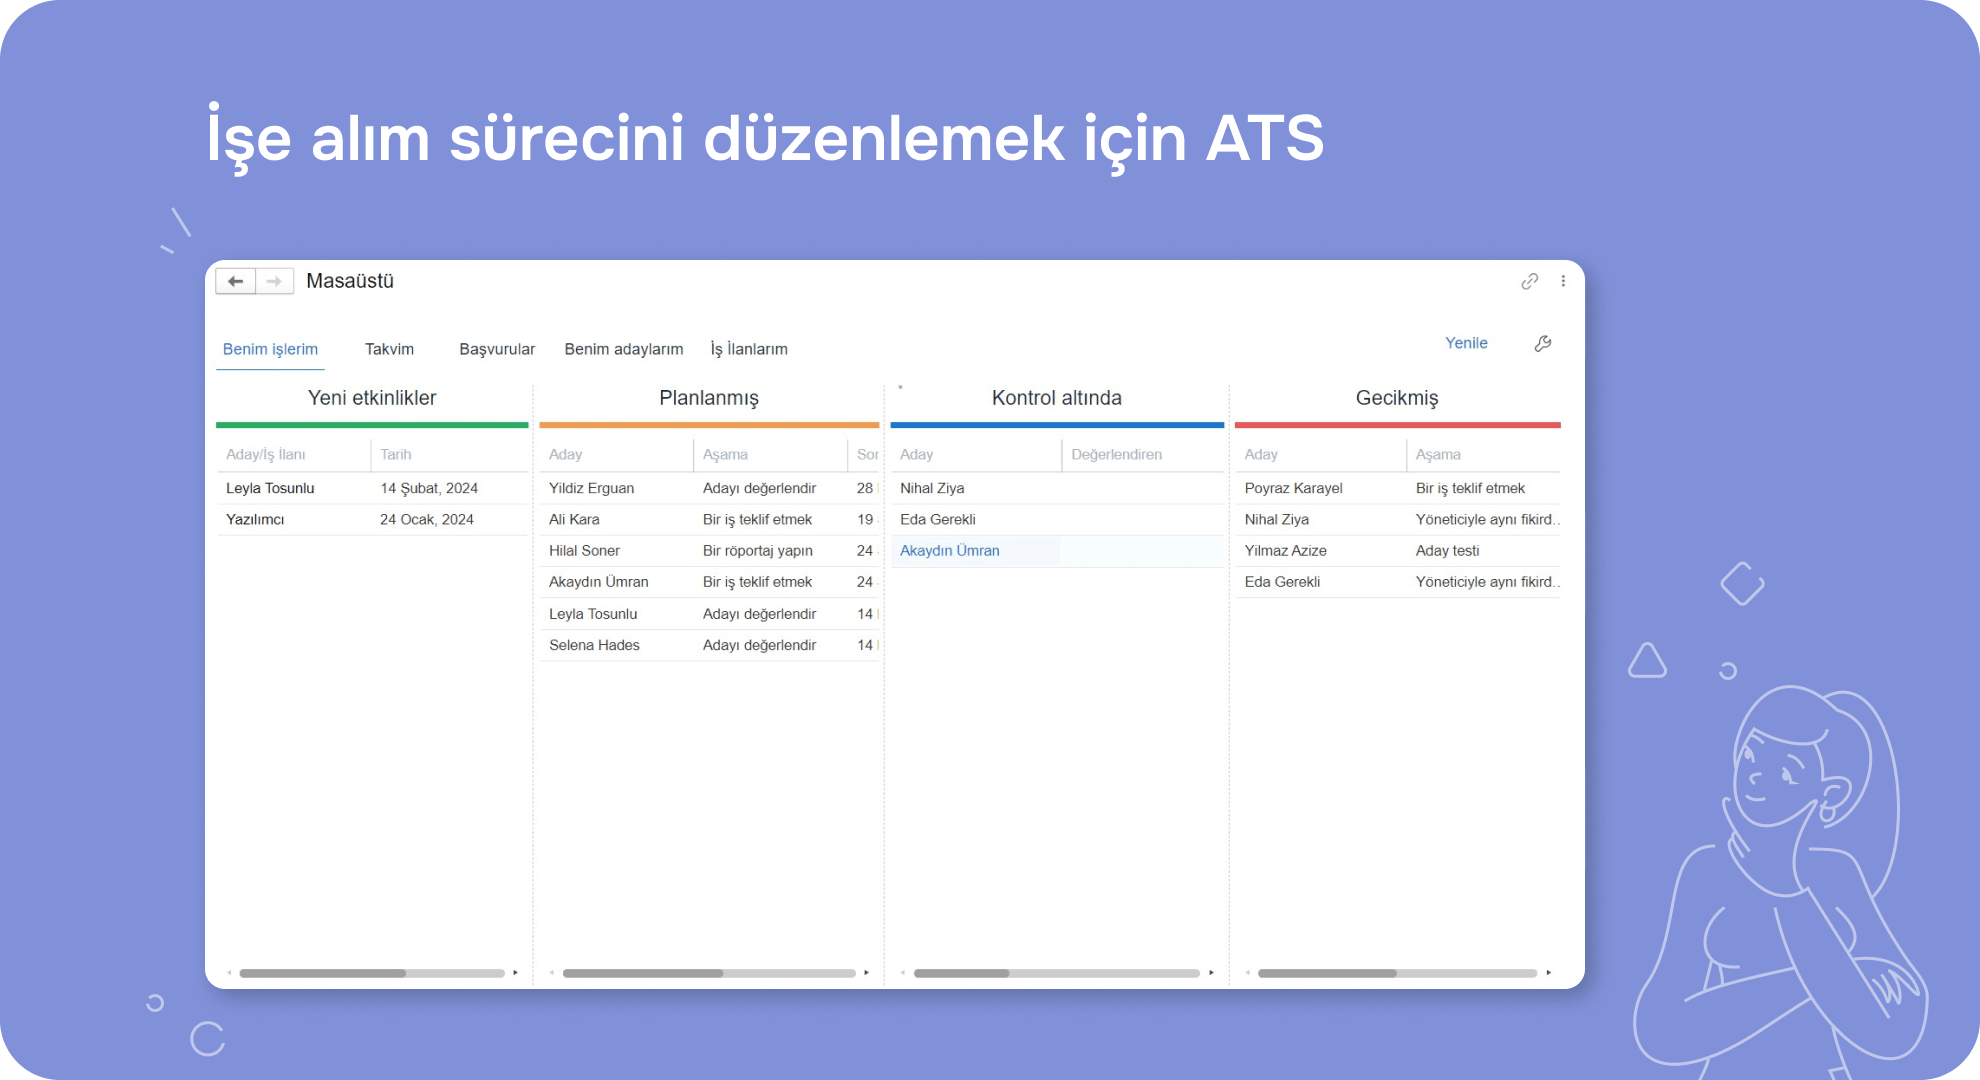 İşe alım sürecini düzenlemek için ATS
Masaüstü
Benim işlerim Takvim Başvurular Benim adaylarım İş İlanlarım Yenile
Yeni etkinlikler Planlanmış Kontrol altında Gecikmiş
Aday/İş İlanı Tarih Aday Aşama Sor Aday Değerlendiren Aday Aşama
Leyla Tosunlu 14 Şubat, 2024 Yildiz Erguan Adayı değerlendir 28 Nihal Ziya Poyraz Karayel Bir iş teklif etmek
Yazılımcı 24 Ocak, 2024 Ali Kara Bir iş teklif etmek 19 Eda Gerekli Nihal Ziya Yöneticiyle aynı fikird..
Hilal Soner Bir röportaj yapın 24 Akaydın Ümran Yilmaz Azize Aday testi
Akaydın Ümran Bir iş teklif etmek 24 Eda Gerekli Yöneticiyle aynı fikird..
Leyla Tosunlu Adayı değerlendir 14
Selena Hades Adayı değerlendir 14